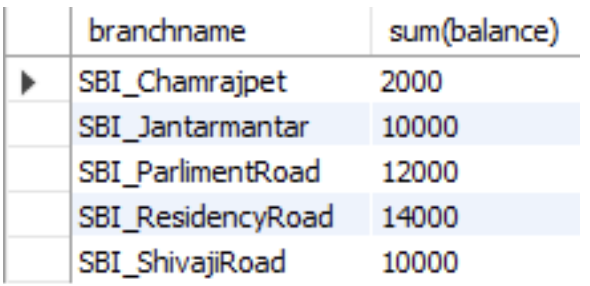 branchname sum(balance)
SBI_Chamrajpet 2000
SBI_Jantarmantar 10000
SBI_ParlimentRoad 12000
SBI_ResidencyRoad 14000
SBI_ShivajiRoad 10000